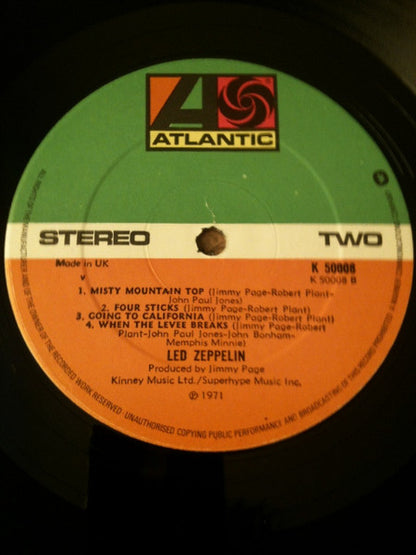 ATLANTIC
STEREO TWO
Made in UK K 50008
v K 50008 B
1. MISTY MOUNTAIN TOP (Jimmy Page-Robert Plant-
John Paul Jones)
2. FOUR STICKS (Jimmy Page-Robert Plant)
3. GOING TO CALIFORNIA (Jimmy Page-Robert Plant)
4. WHEN THE LEVEE BREAKS (Jimmy Page-Robert
Plant-John Paul Jones-John Bonham-
Memphis Minnie)
LED ZEPPELIN
Produced by Jimmy Page
Kinney Music Ltd./Superhype Music Inc.
℗ 1971
OF THE RECORDED WORK RESERVED · UNAUTHORISED COPYING PUBLIC PERFORMANCE AND BROADCASTING OF THIS RECORD